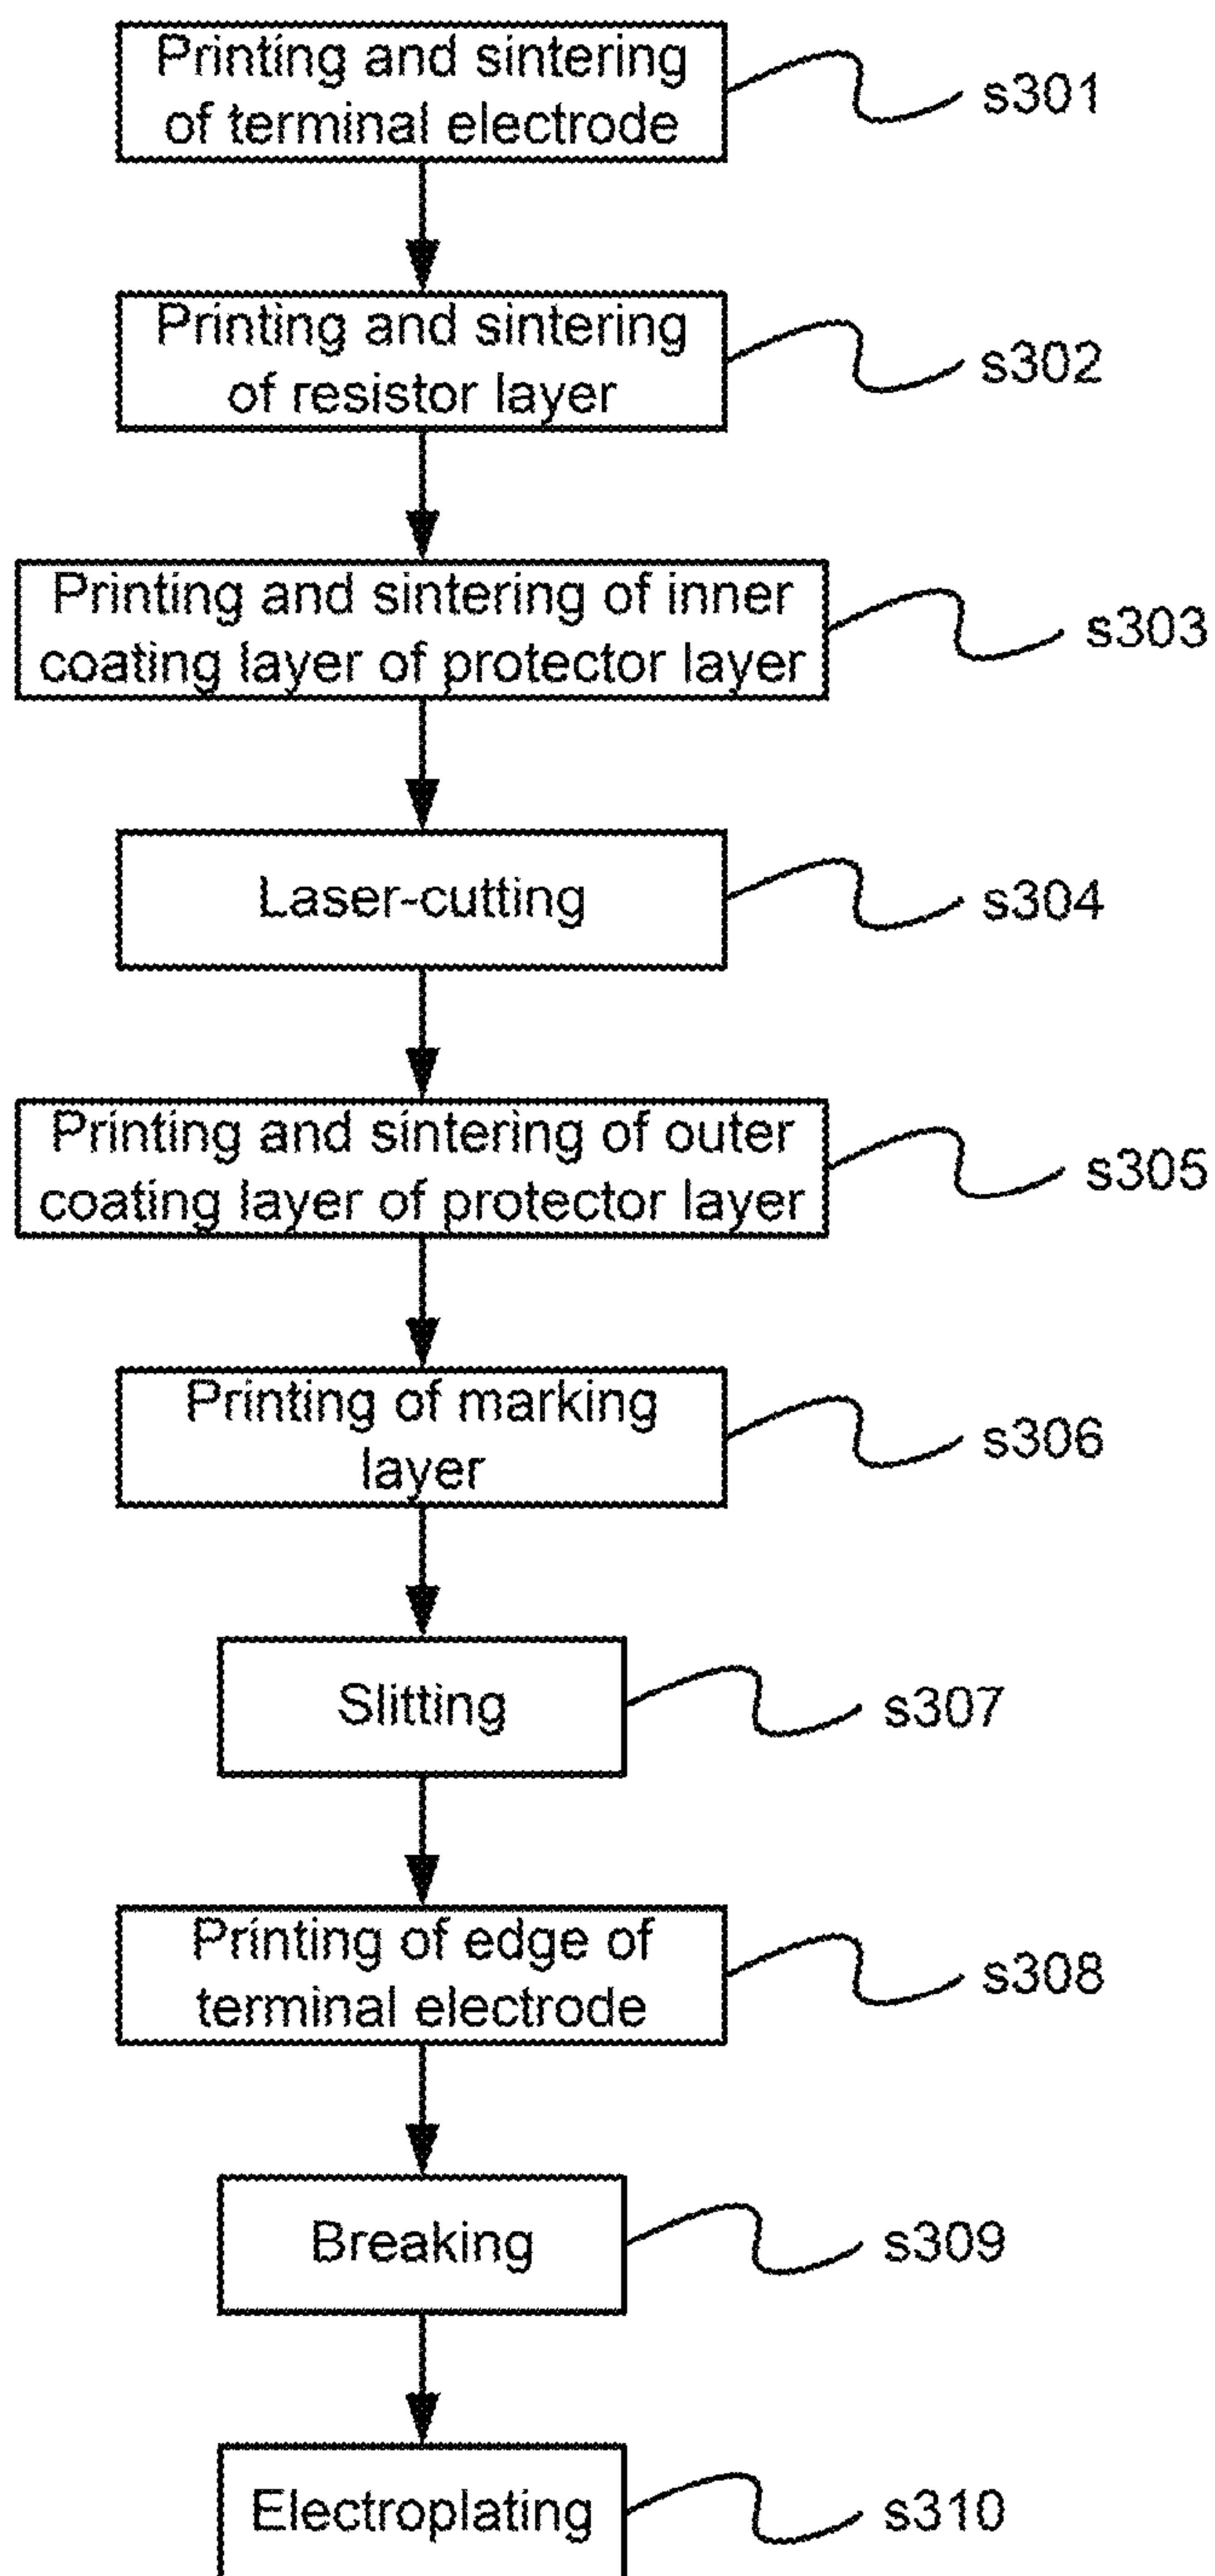 Printing and sintering
of terminal electrode
s301
Printing and sintering
of resistor layer
s302
Printing and sintering of inner
coating layer of protector layer
s303
Laser-cutting
s304
Printing and sintering of outer
coating layer of protector layer
s305
Printing of marking
layer
s306
Slitting
s307
Printing of edge of
terminal electrode
s308
Breaking
s309
Electroplating
s310